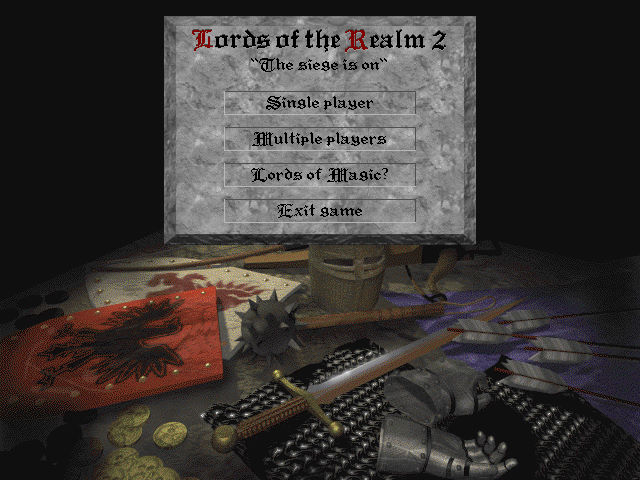 Lords of the Realm 2
"The siege is on"
Single player
Multiple players
Lords of Magic?
Exit game